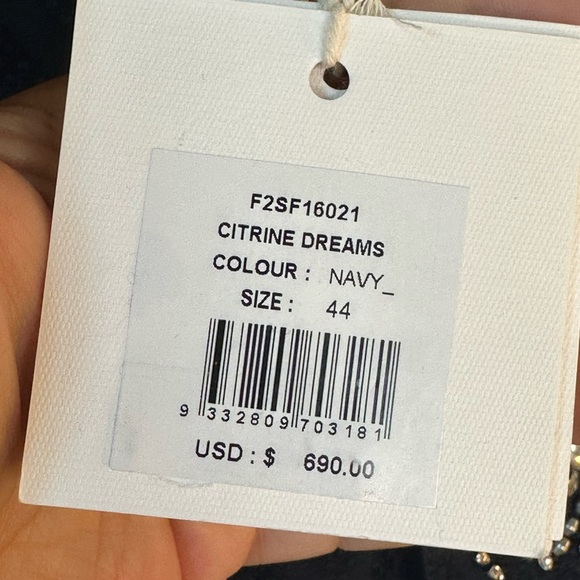 F2SF16021
CITRINE DREAMS
COLOUR : NAVY_
SIZE : 44
9 332809 703181
USD : $ 690.00